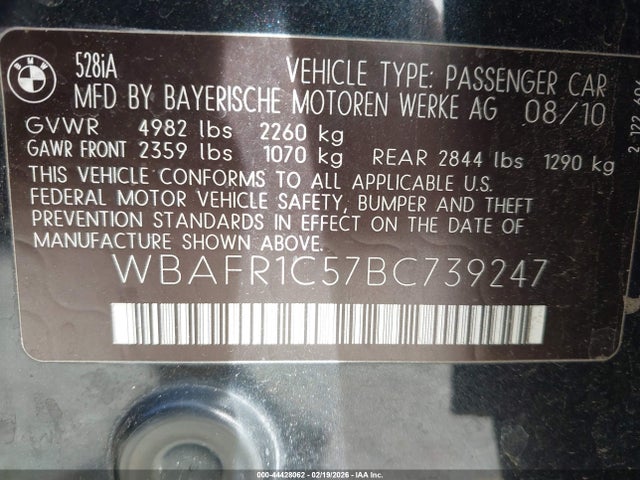 BMW
528iA VEHICLE TYPE: PASSENGER CAR
MFD BY BAYERISCHE MOTOREN WERKE AG 08/10
GVWR 4982 lbs 2260 kg
GAWR FRONT 2359 lbs 1070 kg REAR 2844 lbs 1290 kg
THIS VEHICLE CONFORMS TO ALL APPLICABLE U.S.
FEDERAL MOTOR VEHICLE SAFETY, BUMPER AND THEFT
PREVENTION STANDARDS IN EFFECT ON THE DATE OF
MANUFACTURE SHOWN ABOVE.
WBAFR1C57BC739247
000-44428062 - 02/19/2026 - IAA Inc.